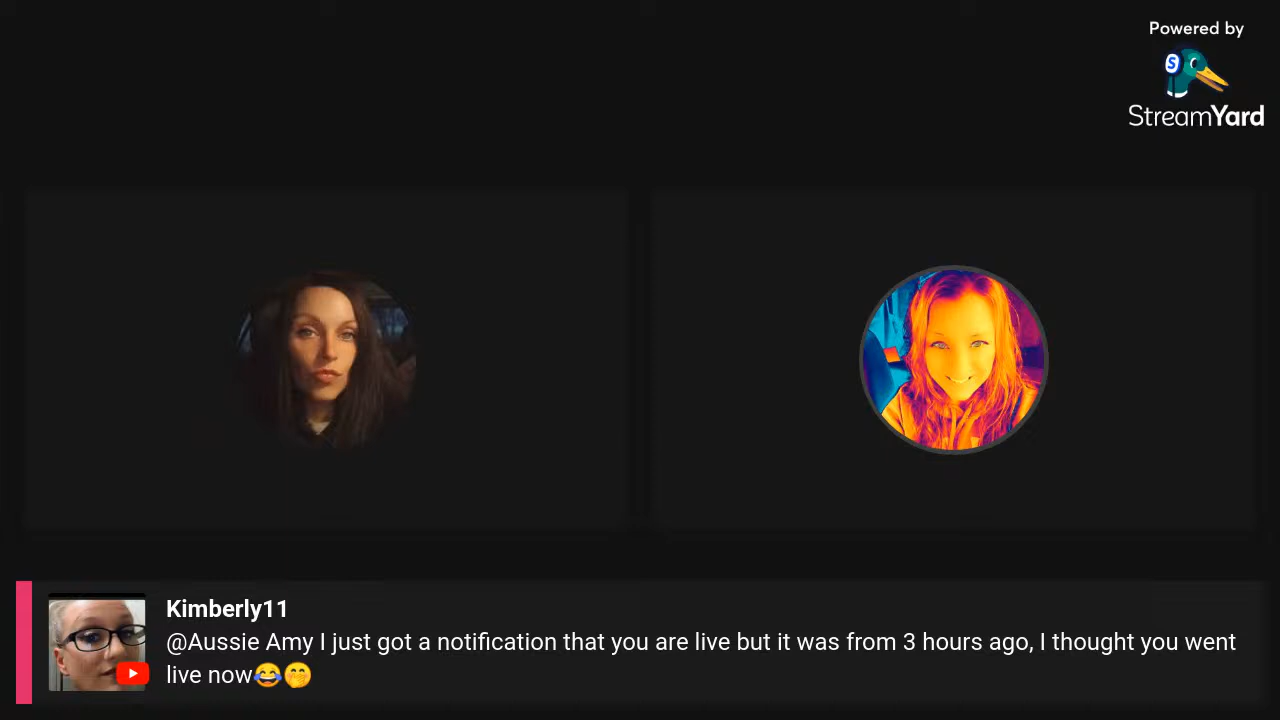 Powered by
S
StreamYard
Kimberly11
@Aussie Amy I just got a notification that you are live but it was from 3 hours ago, I thought you went
live now😂🤭